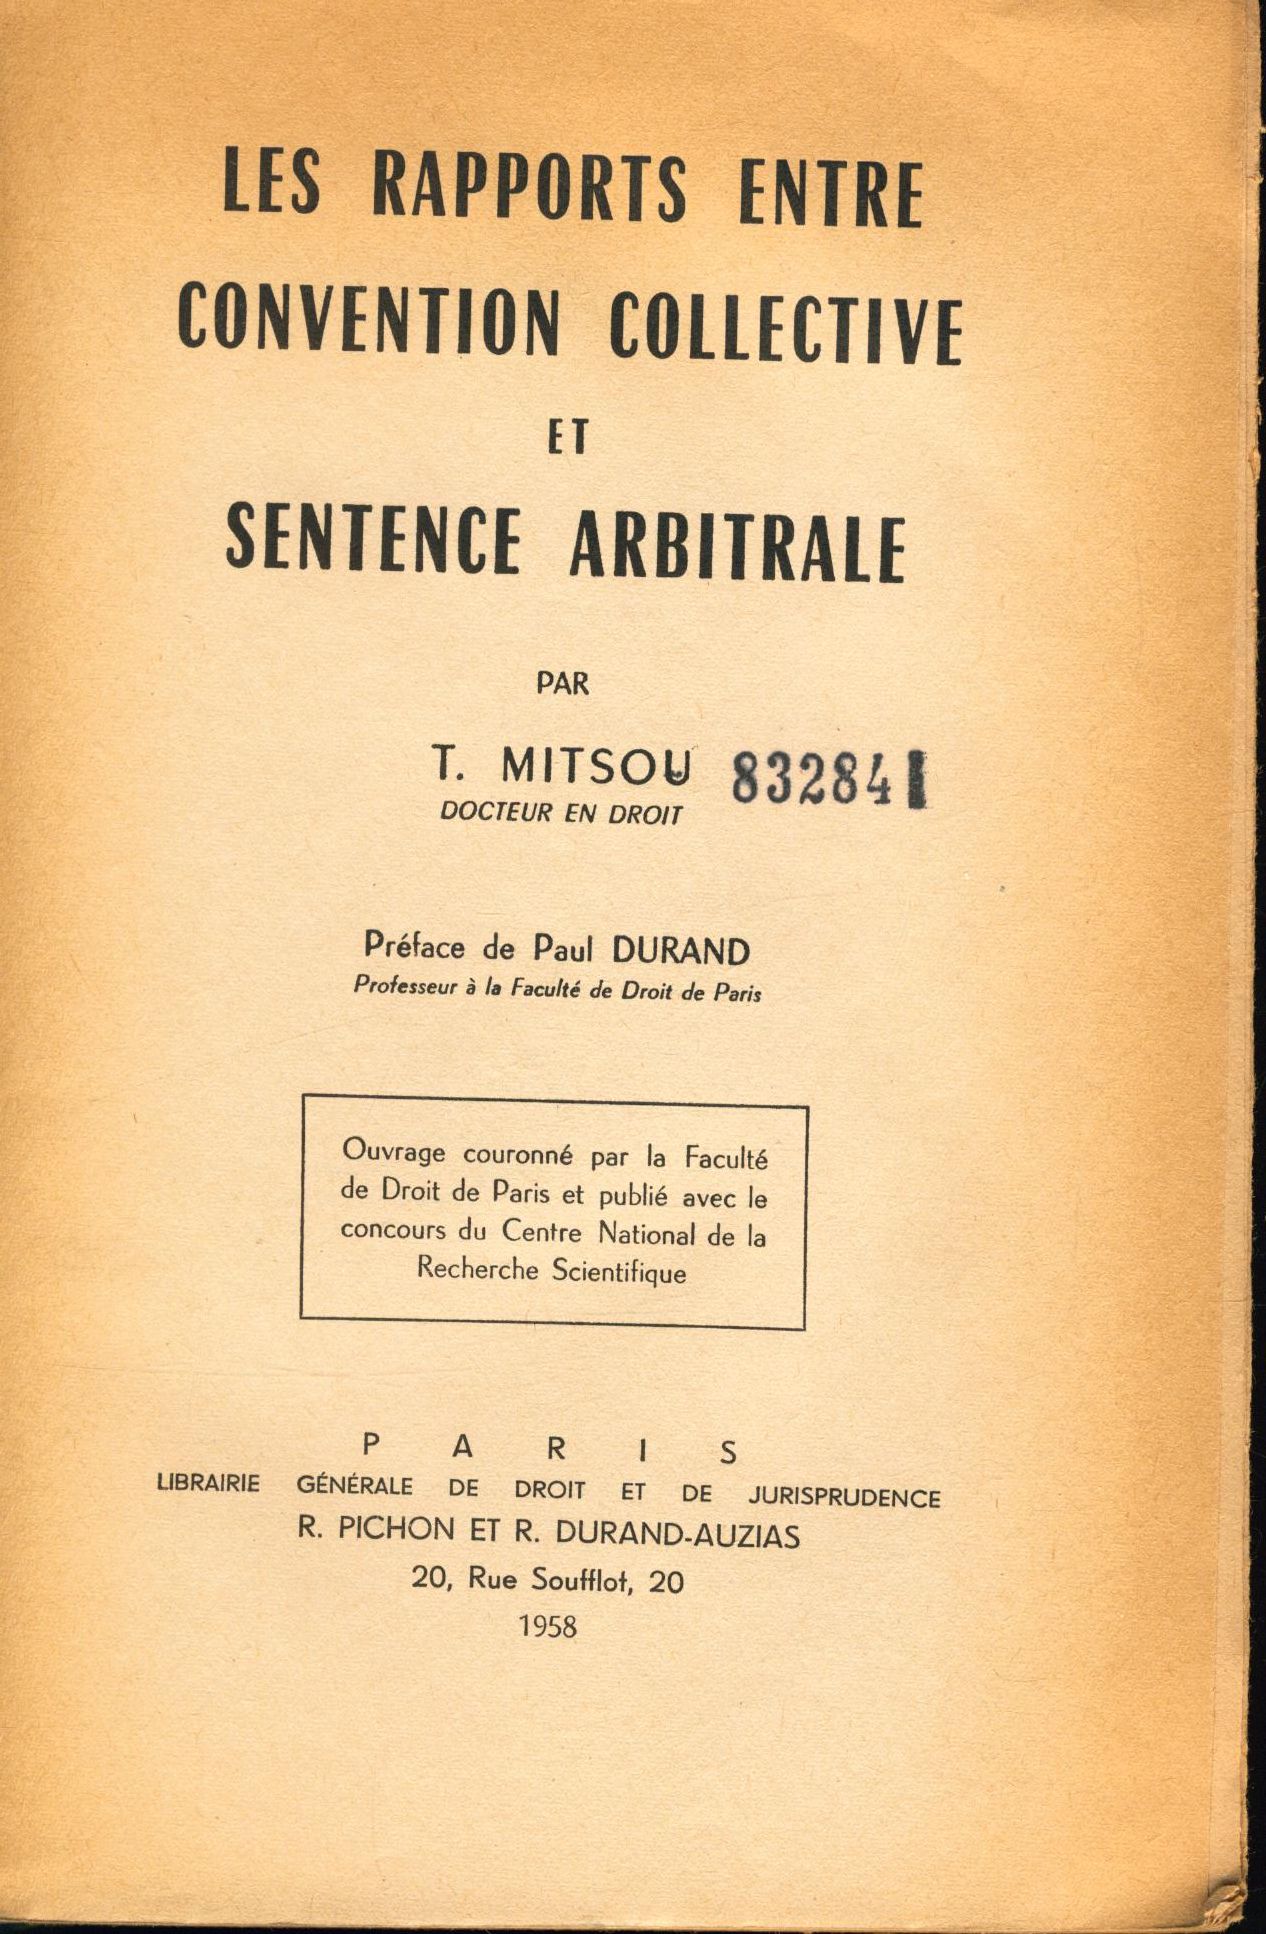 LES RAPPORTS ENTRE
CONVENTION COLLECTIVE
ET
SENTENCE ARBITRALE
PAR
T. MITSOU 83284
DOCTEUR EN DROIT
Préface de Paul DURAND
Professeur à la Faculté de Droit de Paris
Ouvrage couronné par la Faculté
de Droit de Paris et publié avec le
concours du Centre National de la
Recherche Scientifique
P A R I S
LIBRAIRIE GÉNÉRALE DE DROIT ET DE JURISPRUDENCE
R. PICHON ET R. DURAND-AUZIAS
20, Rue Soufflot, 20
1958